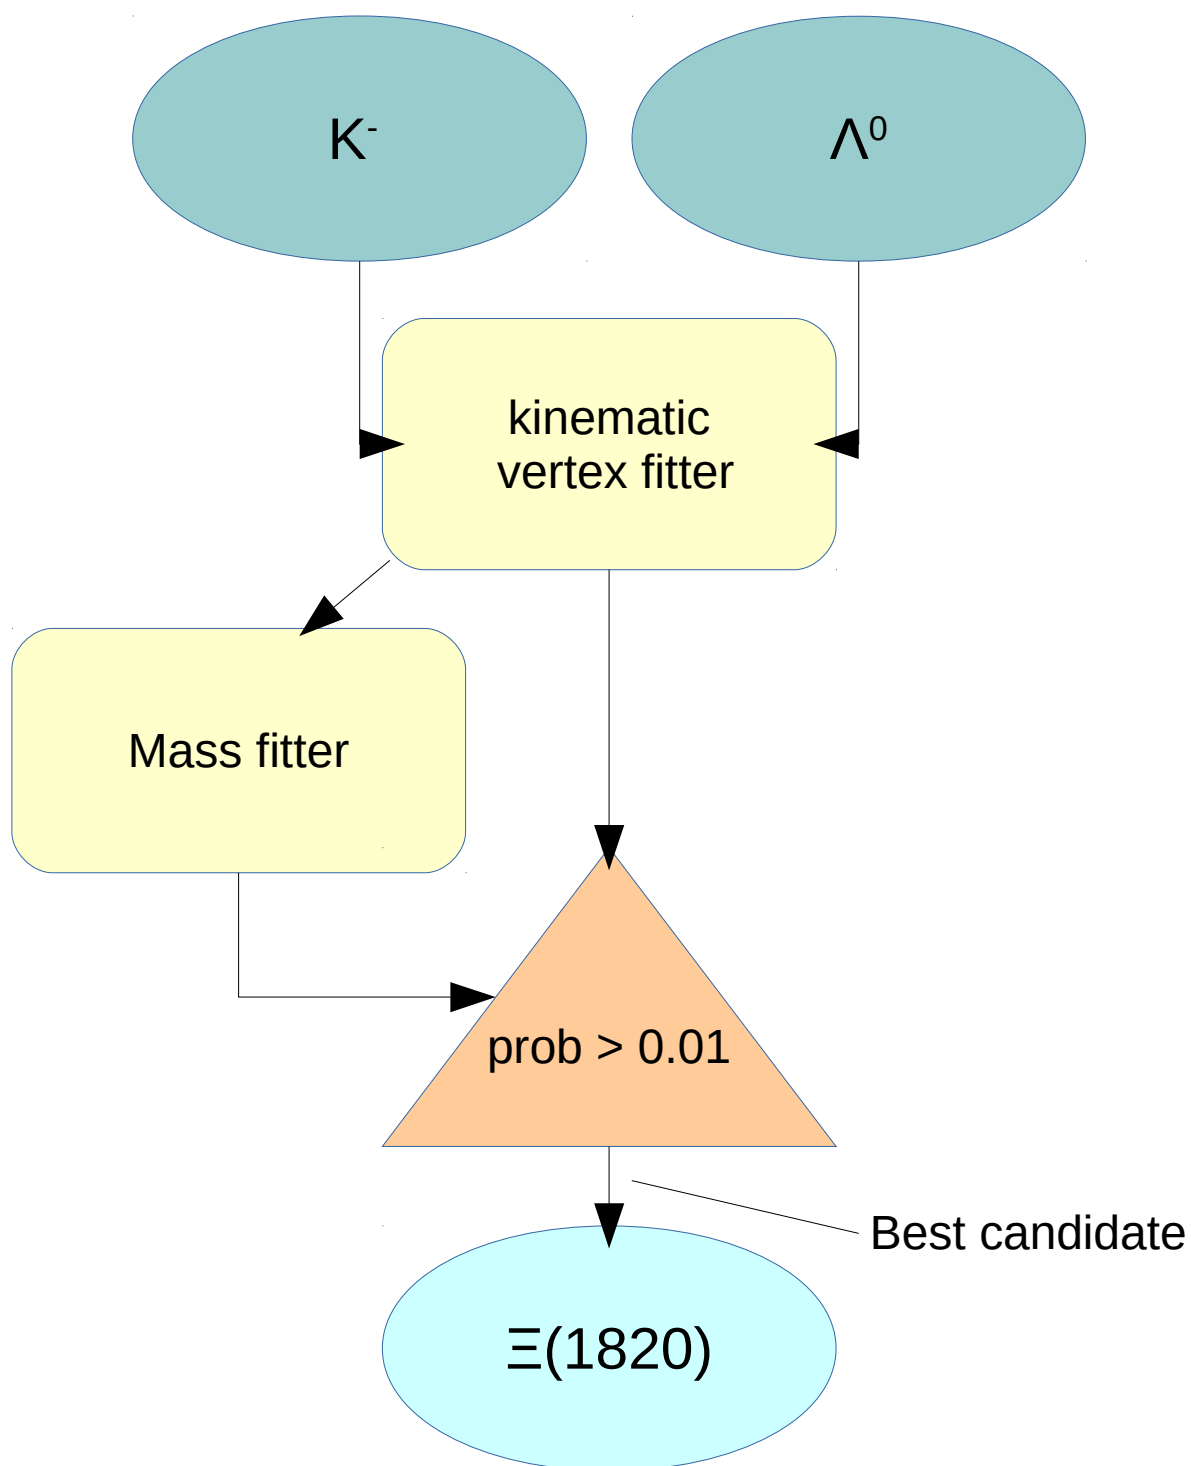 K⁻
Λ⁰
kinematic
vertex fitter
Mass fitter
prob > 0.01
Best candidate
Ξ(1820)